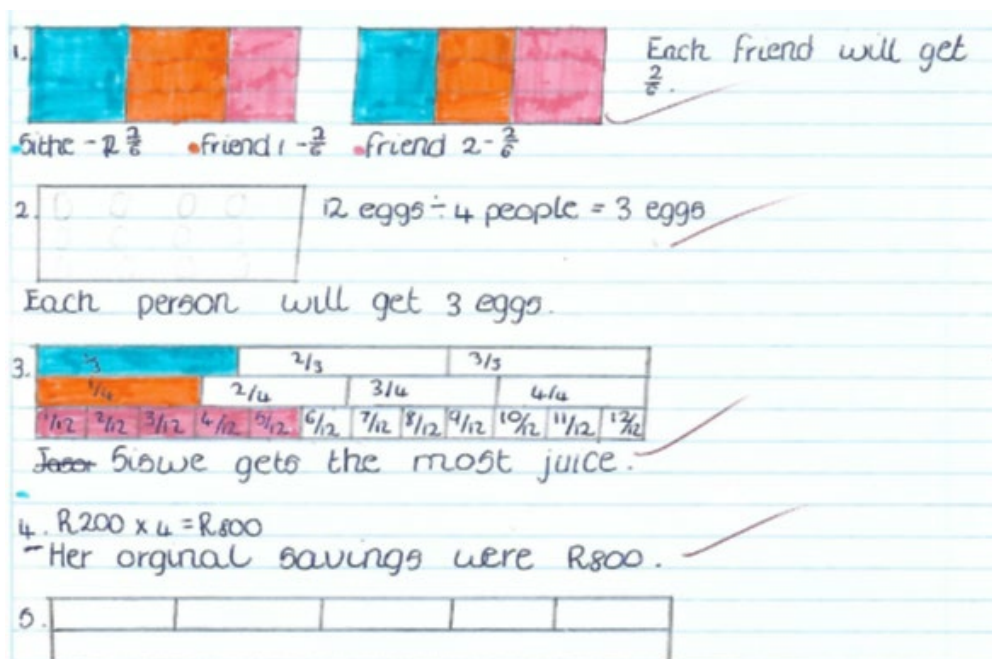 1. Each friend will get
2/6.
Sithe - 2/6 friend 1 - 2/6 friend 2 - 2/6
2. 12 eggs ÷ 4 people = 3 eggs
Each person will get 3 eggs.
3. 1/3 2/3 3/3
1/4 2/4 3/4 4/4
1/12 2/12 3/12 4/12 5/12 6/12 7/12 8/12 9/12 10/12 11/12 12/12
Siswe gets the most juice.
4. R200 x 4 = R800
- Her orginal savings were R800.
5.